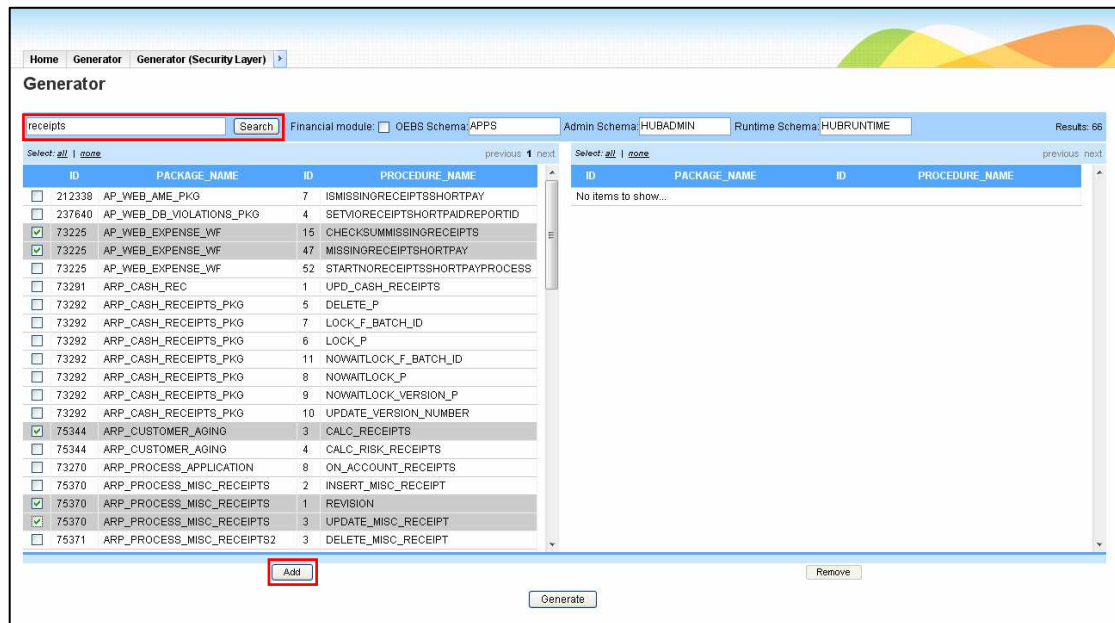 Home Generator Generator (Security Layer)
Generator
receipts Search Financial module: OEBS Schema: APPS Admin Schema: HUBADMIN Runtime Schema: HUBRUNTIME Results: 66
Select: all | none previous 1 next Select: all | none previous next
ID PACKAGE_NAME ID PROCEDURE_NAME ID PACKAGE_NAME ID PROCEDURE_NAME
212338 AP_WEB_AME_PKG 7 ISMISSINGRECEIPTSSHORTPAY No items to show...
237640 AP_WEB_DB_VIOLATIONS_PKG 4 SETVIORECEIPTSHORTPAIDREPORTID
73225 AP_WEB_EXPENSE_WF 15 CHECKSUMMISSINGRECEIPTS
73225 AP_WEB_EXPENSE_WF 47 MISSINGRECEIPTSHORTPAY
73225 AP_WEB_EXPENSE_WF 52 STARTNORECEIPTSSHORTPAYPROCESS
73291 ARP_CASH_REC 1 UPD_CASH_RECEIPTS
73292 ARP_CASH_RECEIPTS_PKG 5 DELETE_P
73292 ARP_CASH_RECEIPTS_PKG 7 LOCK_F_BATCH_ID
73292 ARP_CASH_RECEIPTS_PKG 6 LOCK_P
73292 ARP_CASH_RECEIPTS_PKG 11 NOWAITLOCK_F_BATCH_ID
73292 ARP_CASH_RECEIPTS_PKG 8 NOWAITLOCK_P
73292 ARP_CASH_RECEIPTS_PKG 9 NOWAITLOCK_VERSION_P
73292 ARP_CASH_RECEIPTS_PKG 10 UPDATE_VERSION_NUMBER
75344 ARP_CUSTOMER_AGING 3 CALC_RECEIPTS
75344 ARP_CUSTOMER_AGING 4 CALC_RISK_RECEIPTS
73270 ARP_PROCESS_APPLICATION 8 ON_ACCOUNT_RECEIPTS
75370 ARP_PROCESS_MISC_RECEIPTS 2 INSERT_MISC_RECEIPT
75370 ARP_PROCESS_MISC_RECEIPTS 1 REVISION
75370 ARP_PROCESS_MISC_RECEIPTS 3 UPDATE_MISC_RECEIPT
75371 ARP_PROCESS_MISC_RECEIPTS2 3 DELETE_MISC_RECEIPT
Add Remove
Generate